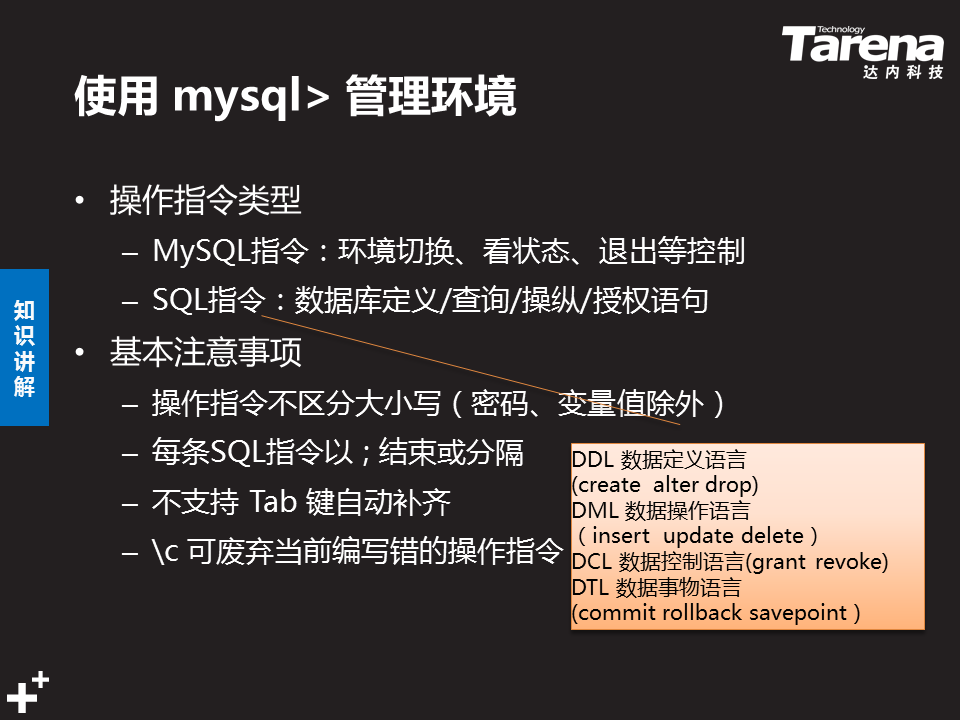 Technology
Tarena
达内科技
使用 mysql> 管理环境
• 操作指令类型
– MySQL指令：环境切换、看状态、退出等控制
– SQL指令：数据库定义/查询/操纵/授权语句
知识讲解
• 基本注意事项
– 操作指令不区分大小写（密码、变量值除外）
– 每条SQL指令以 ; 结束或分隔
– 不支持 Tab 键自动补齐
– \c 可废弃当前编写错的操作指令
DDL 数据定义语言
(create alter drop)
DML 数据操作语言
（insert update delete）
DCL 数据控制语言(grant revoke)
DTL 数据事物语言
(commit rollback savepoint）